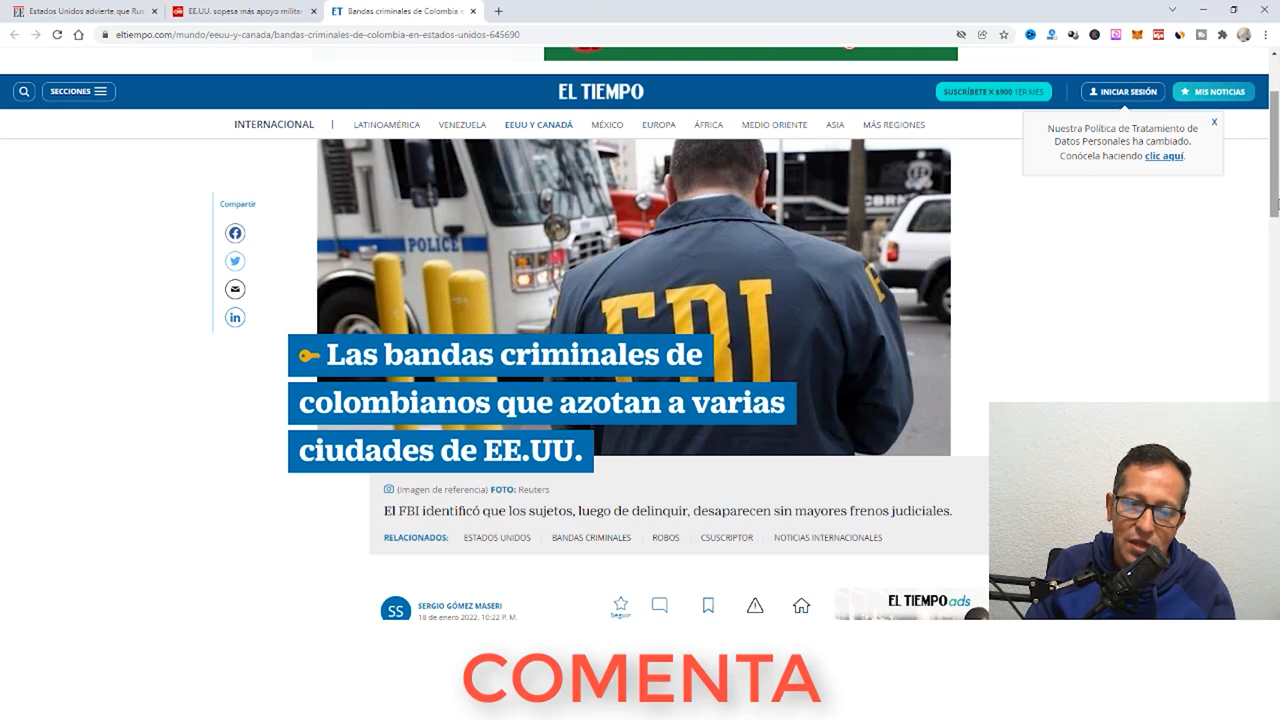 EE Estados Unidos advierte que Rus
CNN EE.UU. sopesa más apoyo militar
ET Bandas criminales de Colombia e
eltiempo.com/mundo/eeuu-y-canada/bandas-criminales-de-colombia-en-estados-unidos-645690
SECCIONES
EL TIEMPO
SUSCRÍBETE X $900 1ER MES
INICIAR SESIÓN
MIS NOTICIAS
INTERNACIONAL | LATINOAMÉRICA VENEZUELA EEUU Y CANADÁ MÉXICO EUROPA ÁFRICA MEDIO ORIENTE ASIA MÁS REGIONES
X
Nuestra Política de Tratamiento de
Datos Personales ha cambiado.
Conócela haciendo clic aquí.
Compartir
POLICE
CBRN
FBI
Las bandas criminales de
colombianos que azotan a varias
ciudades de EE.UU.
(Imagen de referencia) FOTO: Reuters
El FBI identificó que los sujetos, luego de delinquir, desaparecen sin mayores frenos judiciales.
RELACIONADOS: ESTADOS UNIDOS BANDAS CRIMINALES ROBOS CSUSCRIPTOR NOTICIAS INTERNACIONALES
SS
SERGIO GÓMEZ MASERI
18 de enero 2022, 10:22 P. M.
Seguir
EL TIEMPO ads
COMENTA